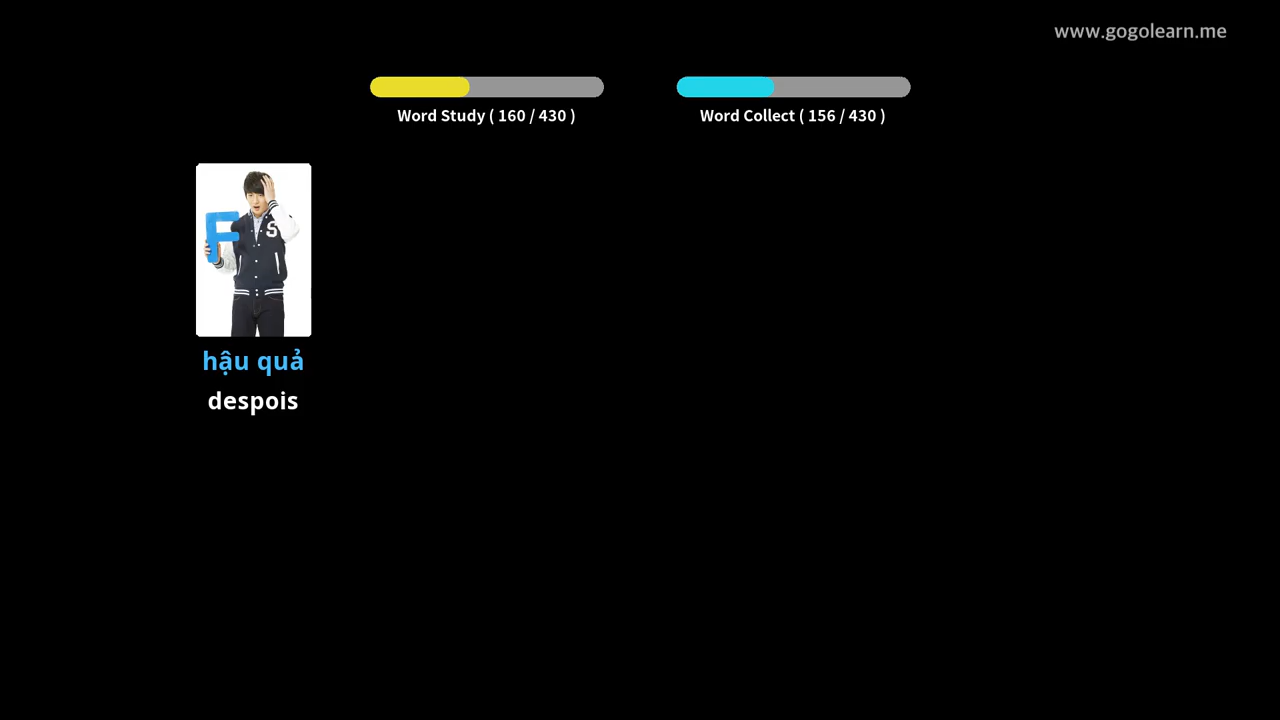 www.gogolearn.me
Word Study ( 160 / 430 )
Word Collect ( 156 / 430 )
F
S
hậu quả
despois